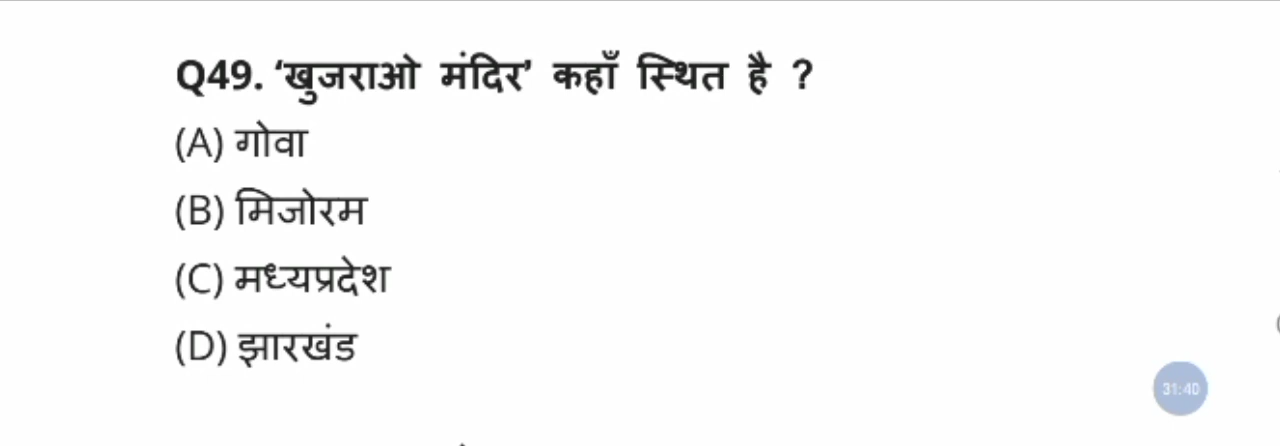 Q49. ‘खुजराओ मंदिर’ कहाँ स्थित है ?
(A) गोवा
(B) मिजोरम
(C) मध्यप्रदेश
(D) झारखंड
31:40